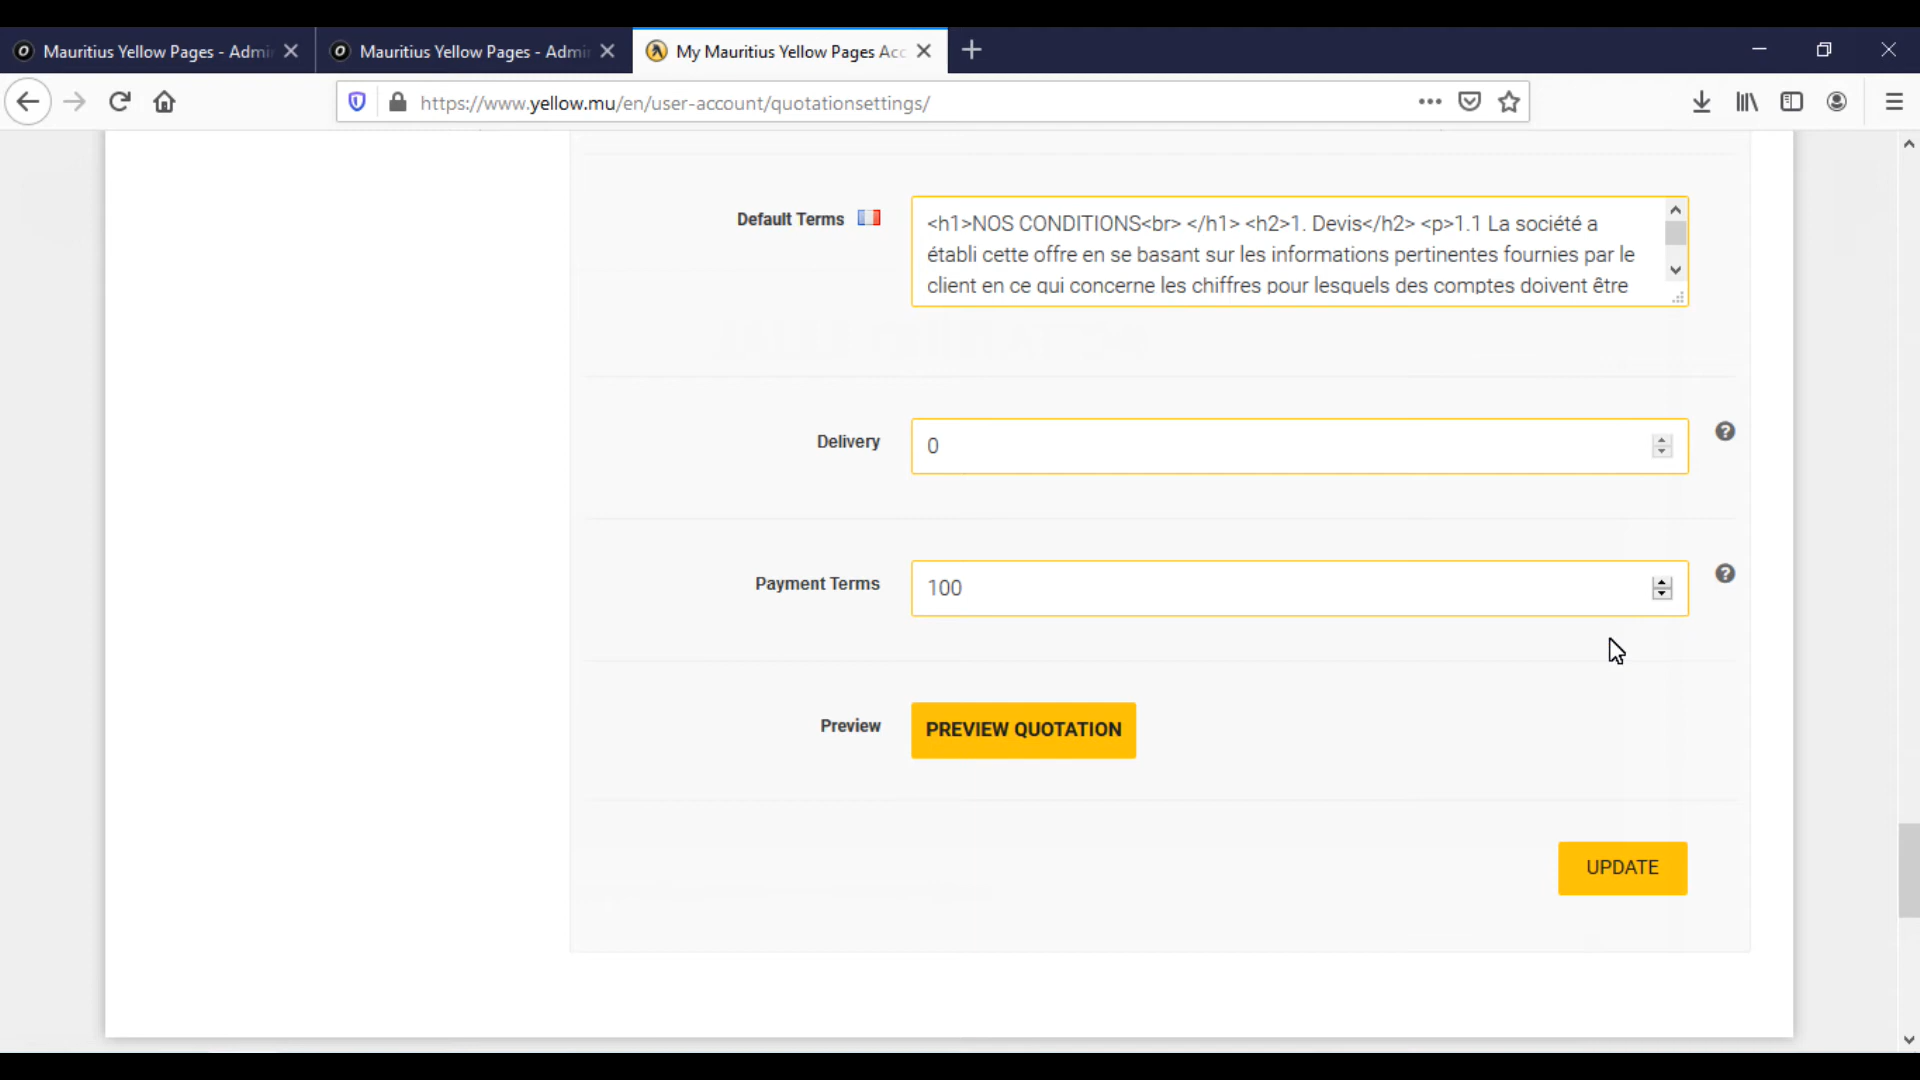 Mauritius Yellow Pages - Admi
Mauritius Yellow Pages - Admi
My Mauritius Yellow Pages Acc
https://www.yellow.mu/en/user-account/quotationsettings/
Default Terms
<h1>NOS CONDITIONS<br> </h1> <h2>1. Devis</h2> <p>1.1 La société a
établi cette offre en se basant sur les informations pertinentes fournies par le
client en ce qui concerne les chiffres pour lesquels des comptes doivent être
Delivery
0
Payment Terms
100
Preview
PREVIEW QUOTATION
UPDATE